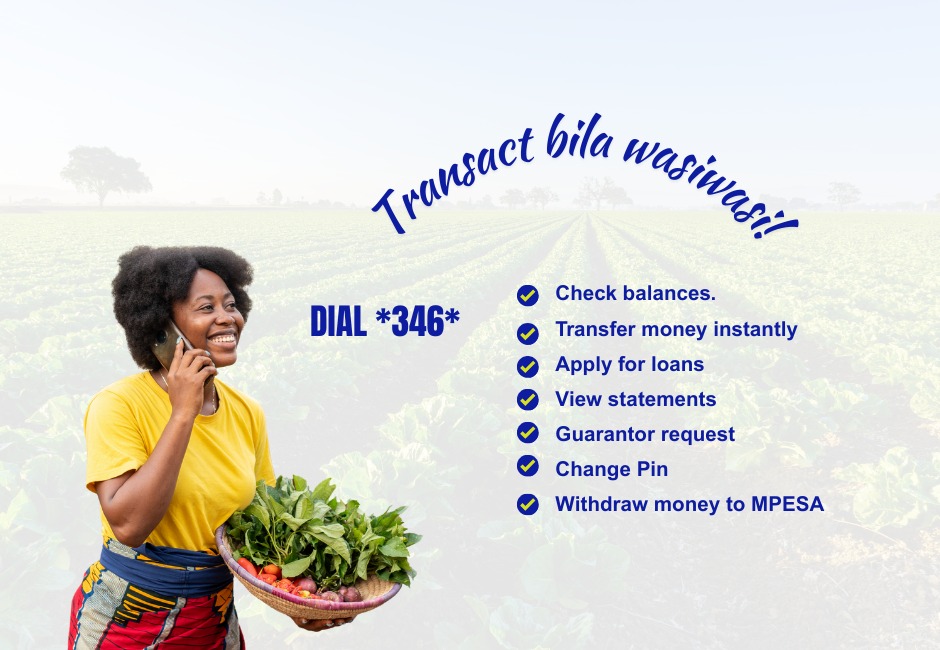 Transact bila wasiwasi!
DIAL *346*
Check balances.
Transfer money instantly
Apply for loans
View statements
Guarantor request
Change Pin
Withdraw money to MPESA